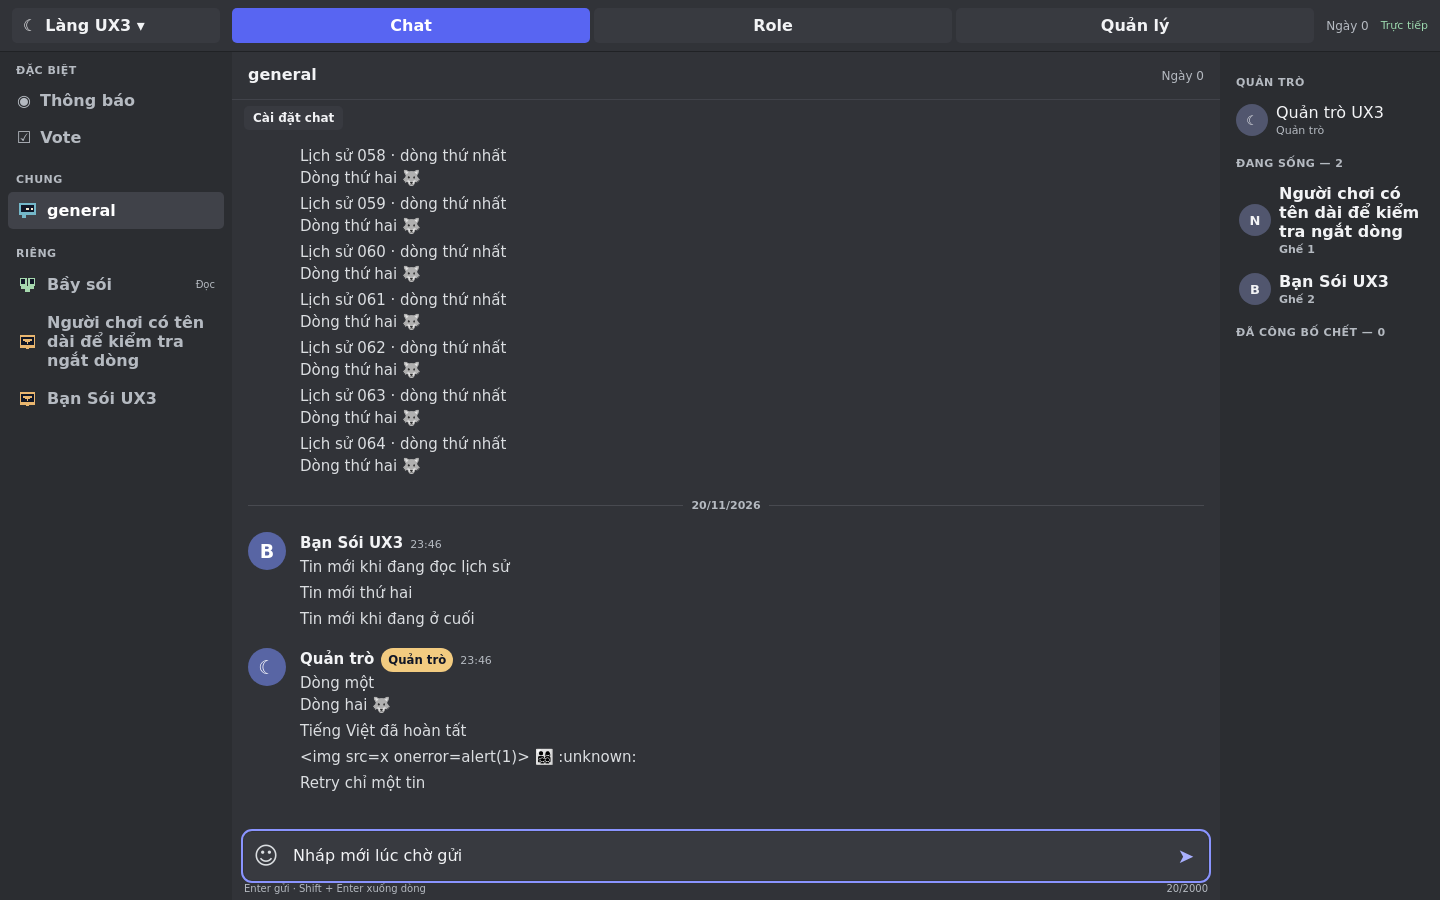 ☾ Làng UX3 ▾
Chat
Role
Quản lý
Ngày 0
Trực tiếp
ĐẶC BIỆT
◉ Thông báo
☑ Vote
CHUNG
general
RIÊNG
Bầy sói
Đọc
Người chơi có tên
dài để kiểm tra
ngắt dòng
Bạn Sói UX3
general
Ngày 0
Cài đặt chat
Lịch sử 058 · dòng thứ nhất
Dòng thứ hai 🐺
Lịch sử 059 · dòng thứ nhất
Dòng thứ hai 🐺
Lịch sử 060 · dòng thứ nhất
Dòng thứ hai 🐺
Lịch sử 061 · dòng thứ nhất
Dòng thứ hai 🐺
Lịch sử 062 · dòng thứ nhất
Dòng thứ hai 🐺
Lịch sử 063 · dòng thứ nhất
Dòng thứ hai 🐺
Lịch sử 064 · dòng thứ nhất
Dòng thứ hai 🐺
20/11/2026
B
Bạn Sói UX3 23:46
Tin mới khi đang đọc lịch sử
Tin mới thứ hai
Tin mới khi đang ở cuối
☾
Quản trò Quản trò 23:46
Dòng một
Dòng hai 🐺
Tiếng Việt đã hoàn tất
<img src=x onerror=alert(1)> 👨‍👩‍👧‍👦 :unknown:
Retry chỉ một tin
☺ Nháp mới lúc chờ gửi ➤
Enter gửi · Shift + Enter xuống dòng
20/2000
QUẢN TRÒ
☾
Quản trò UX3
Quản trò
ĐANG SỐNG — 2
N
Người chơi có
tên dài để kiểm
tra ngắt dòng
Ghế 1
B
Bạn Sói UX3
Ghế 2
ĐÃ CÔNG BỐ CHẾT — 0